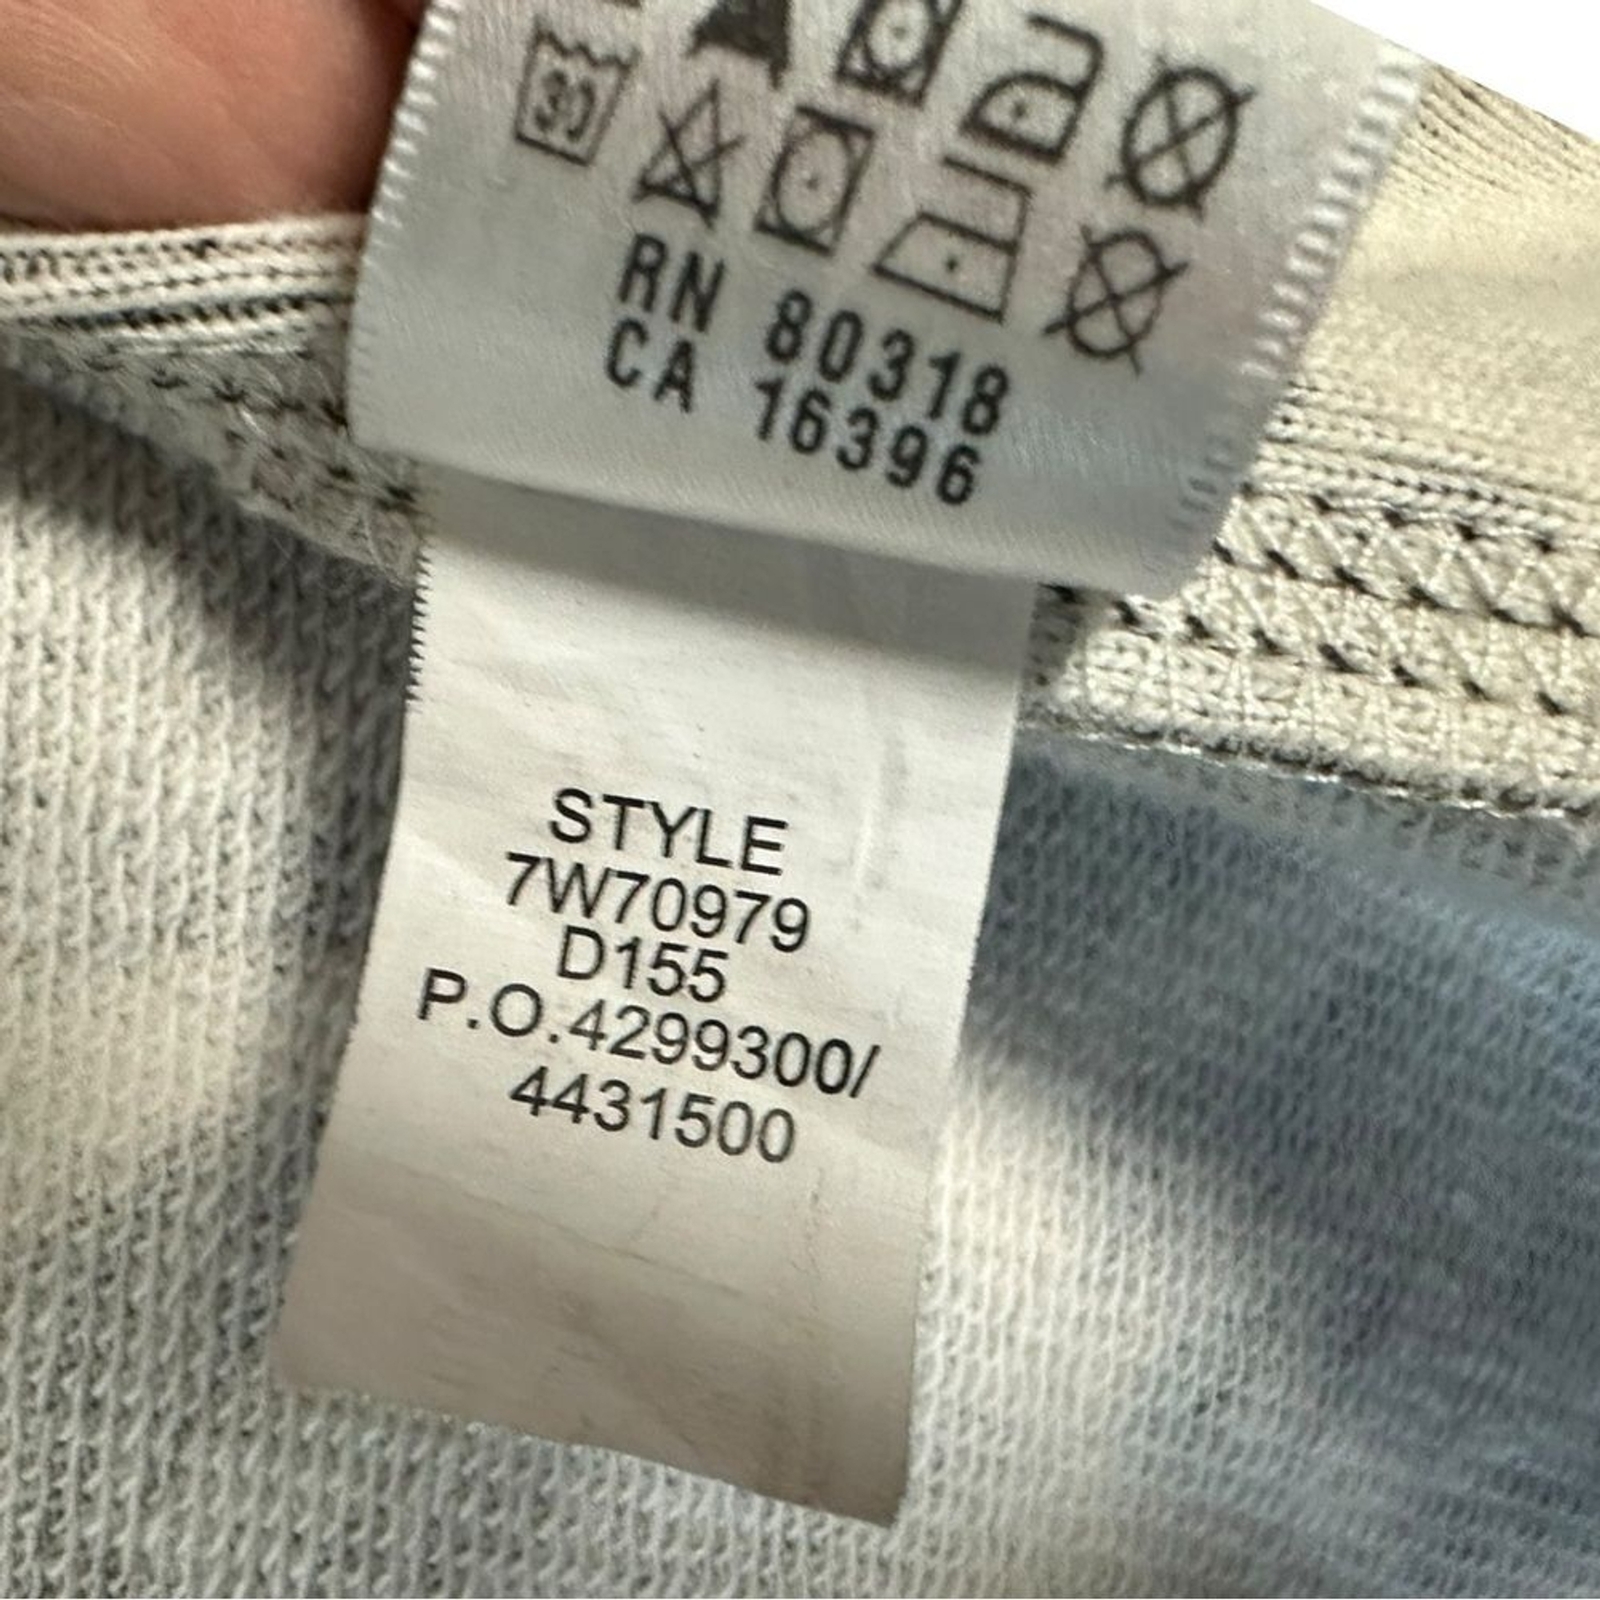 30
RN 80318
CA 16396
STYLE
7W70979
D155
P.O.4299300/
4431500